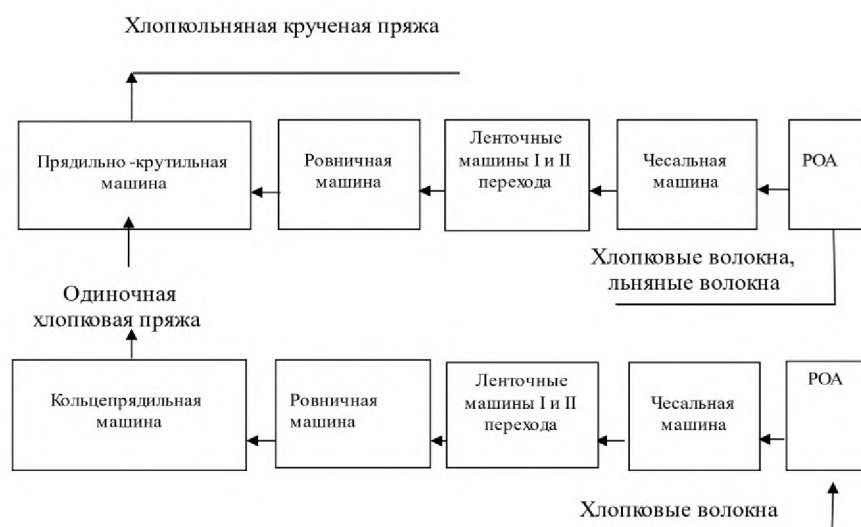 Хлопкольняная крученая пряжа
Прядильно -крутильная
машина
Ровничная
машина
Ленточные
машины I и II
перехода
Чесальная
машина
РОА
Хлопковые волокна,
льняные волокна
Одиночная
хлопковая пряжа
Кольцепрядильная
машина
Ровничная
машина
Ленточные
машины I и II
перехода
Чесальная
машина
РОА
Хлопковые волокна